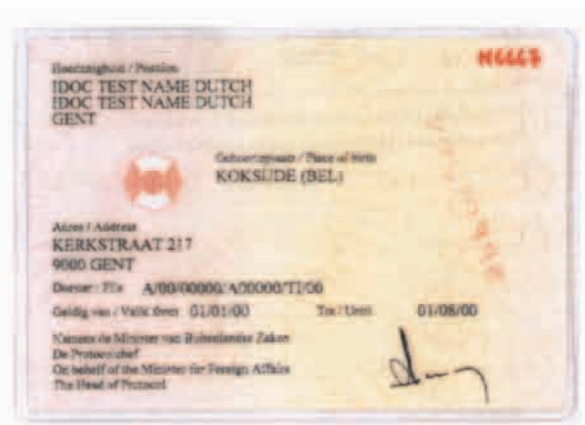 Hoedanigheid / Position
IDOC TEST NAME DUTCH
IDOC TEST NAME DUTCH
GENT
Geboorteplaats / Place of birth
KOKSIJDE (BEL)
Adres / Address
KERKSTRAAT 217
9000 GENT
Dossier / File A/00/00000/A00000/TI/00
Geldig van / Valid from 01/01/00 Tot / Until 01/08/00
Namens de Minister van Buitenlandse Zaken
De Protocolchef
On behalf of the Minister for Foreign Affairs
The Head of Protocol